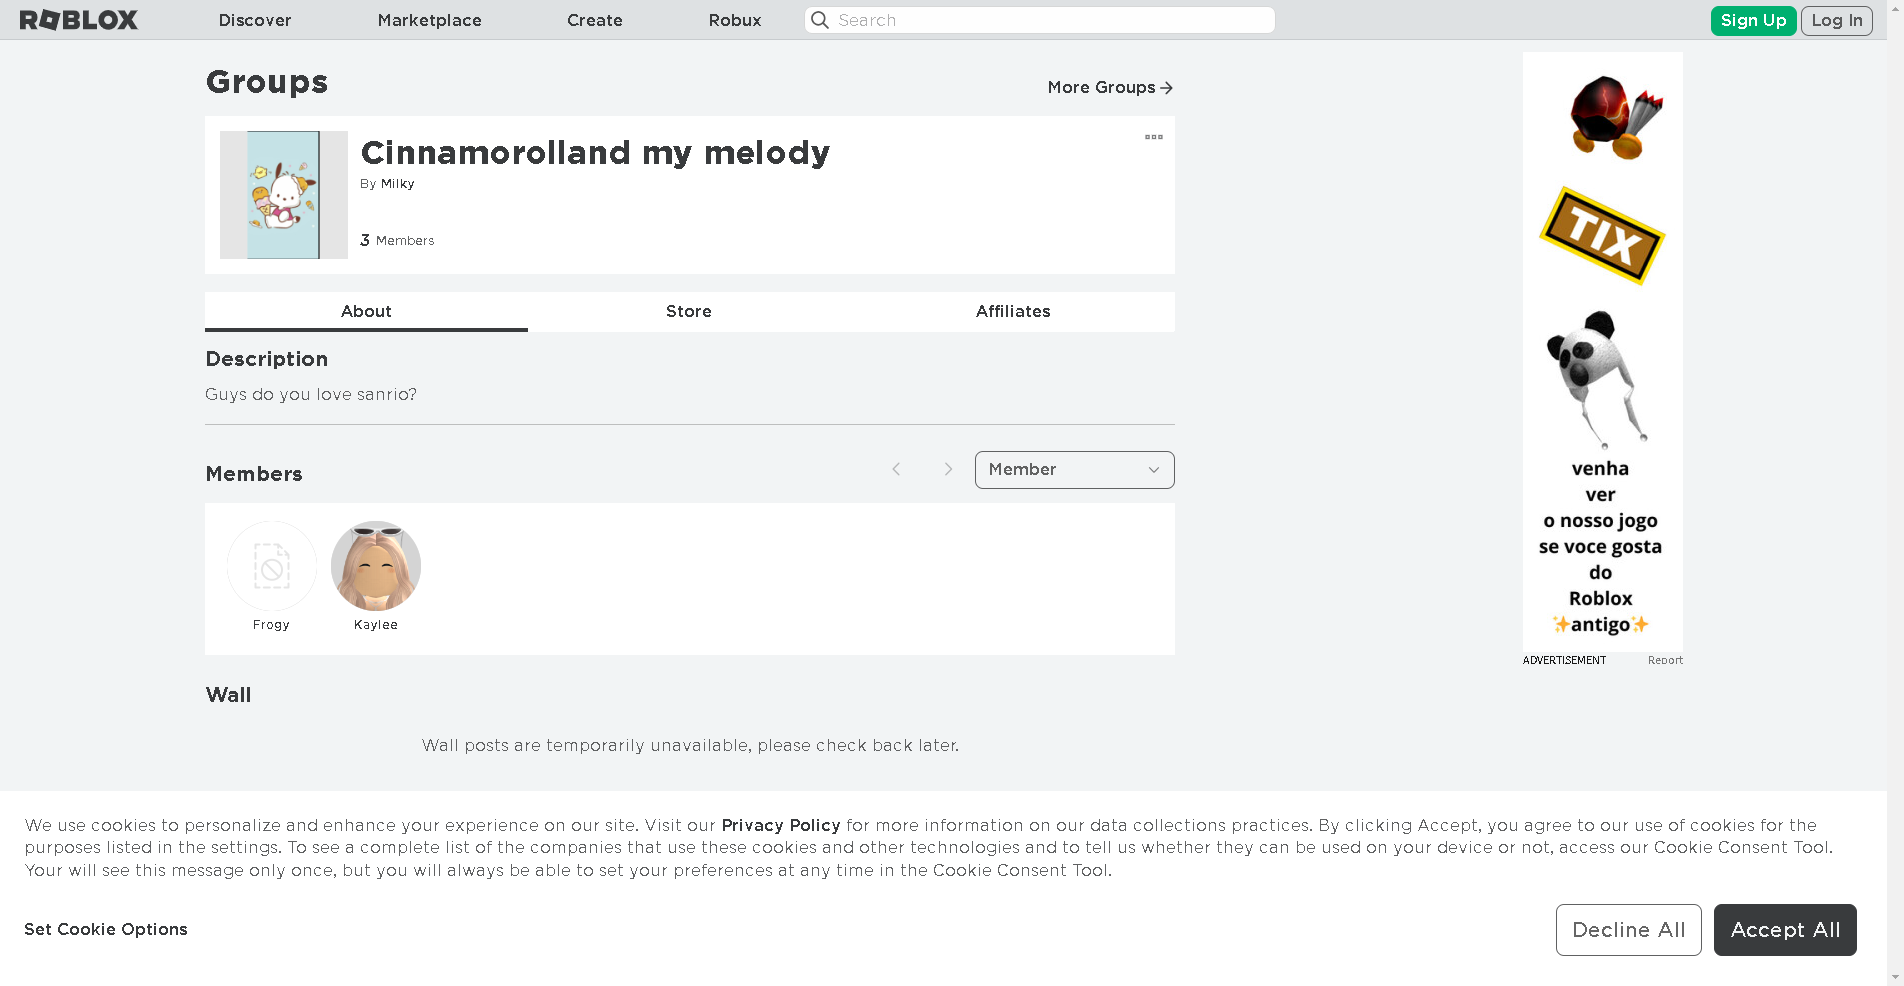 ROBLOX
Discover
Marketplace
Create
Robux
Search
Sign Up
Log In
Groups
More Groups
Cinnamorolland my melody
By Milky
3 Members
About
Store
Affiliates
Description
Guys do you love sanrio?
Members
Member
Frogy
Kaylee
Wall
Wall posts are temporarily unavailable, please check back later.
TIX
venha
ver
o nosso jogo
se voce gosta
do
Roblox
✨antigo✨
ADVERTISEMENT
Report
We use cookies to personalize and enhance your experience on our site. Visit our Privacy Policy for more information on our data collections practices. By clicking Accept, you agree to our use of cookies for the
purposes listed in the settings. To see a complete list of the companies that use these cookies and other technologies and to tell us whether they can be used on your device or not, access our Cookie Consent Tool.
Your will see this message only once, but you will always be able to set your preferences at any time in the Cookie Consent Tool.
Set Cookie Options
Decline All
Accept All